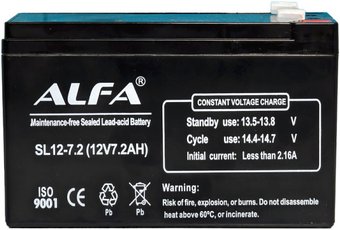 ALFA®
Maintenance-free Sealed Lead-acid Battery
SL12-7.2 (12V7.2AH)
CONSTANT VOLTAGE CHARGE
Standby use: 13.5-13.8 V
Cycle use: 14.4-14.7 V
Initial current: Less than 2.16A
ISO
9001
Pb
Warning:
Risk of fire, explosion, or burns. Do not disassemble
heat above 60°C, or incinerate.